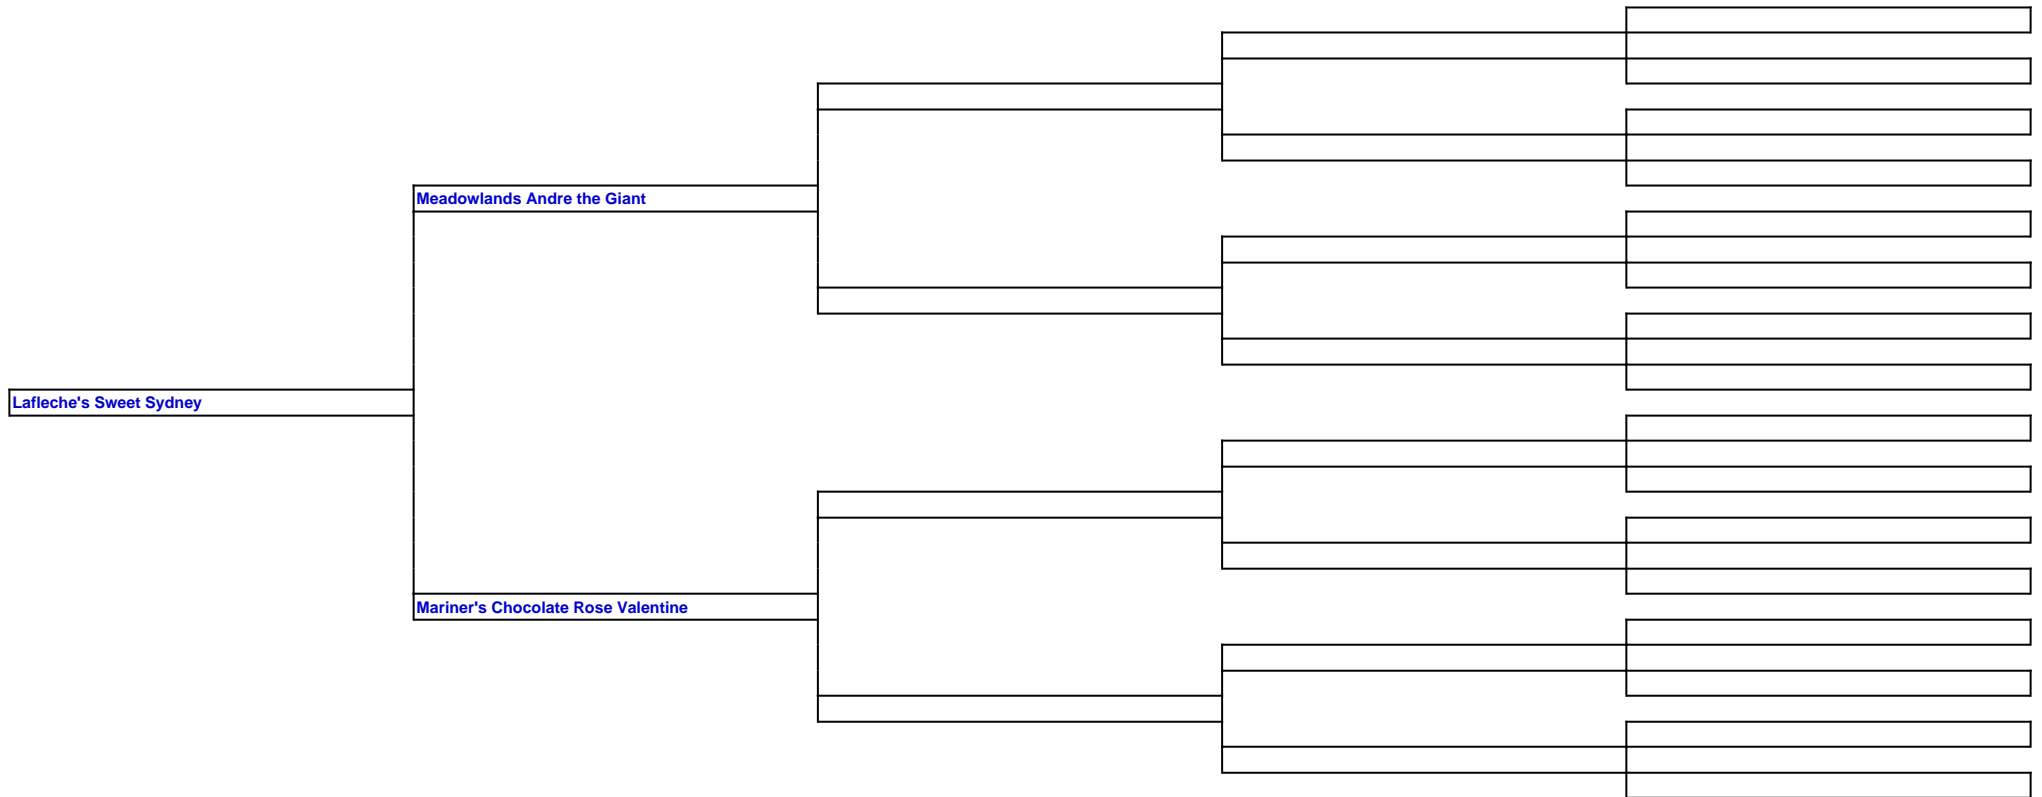 Meadowlands Andre the Giant
Lafleche's Sweet Sydney
Mariner's Chocolate Rose Valentine